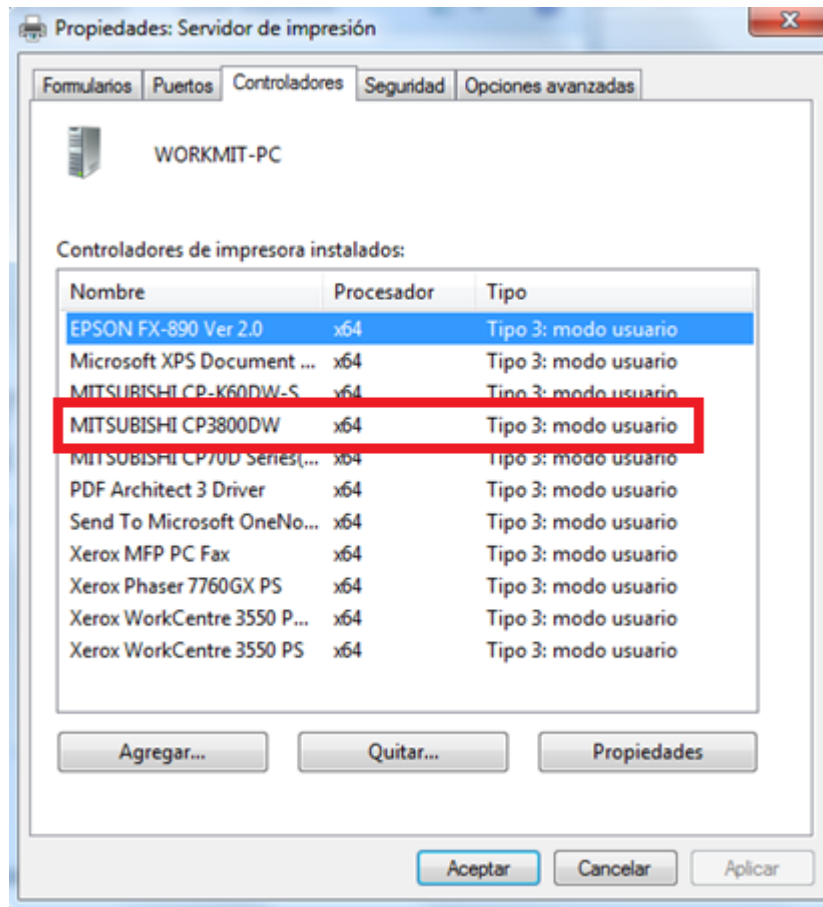 Propiedades: Servidor de impresión
Formularios Puertos Controladores Seguridad Opciones avanzadas
WORKMIT-PC
Controladores de impresora instalados:
Nombre Procesador Tipo
EPSON FX-890 Ver 2.0 x64 Tipo 3: modo usuario
Microsoft XPS Document ... x64 Tipo 3: modo usuario
MITSUBISHI CP-K60DW-S x64 Tipo 3: modo usuario
MITSUBISHI CP3800DW x64 Tipo 3: modo usuario
MITSUBISHI CP70D Series(... x64 Tipo 3: modo usuario
PDF Architect 3 Driver x64 Tipo 3: modo usuario
Send To Microsoft OneNo... x64 Tipo 3: modo usuario
Xerox MFP PC Fax x64 Tipo 3: modo usuario
Xerox Phaser 7760GX PS x64 Tipo 3: modo usuario
Xerox WorkCentre 3550 P... x64 Tipo 3: modo usuario
Xerox WorkCentre 3550 PS x64 Tipo 3: modo usuario
Agregar... Quitar... Propiedades
Aceptar Cancelar Aplicar